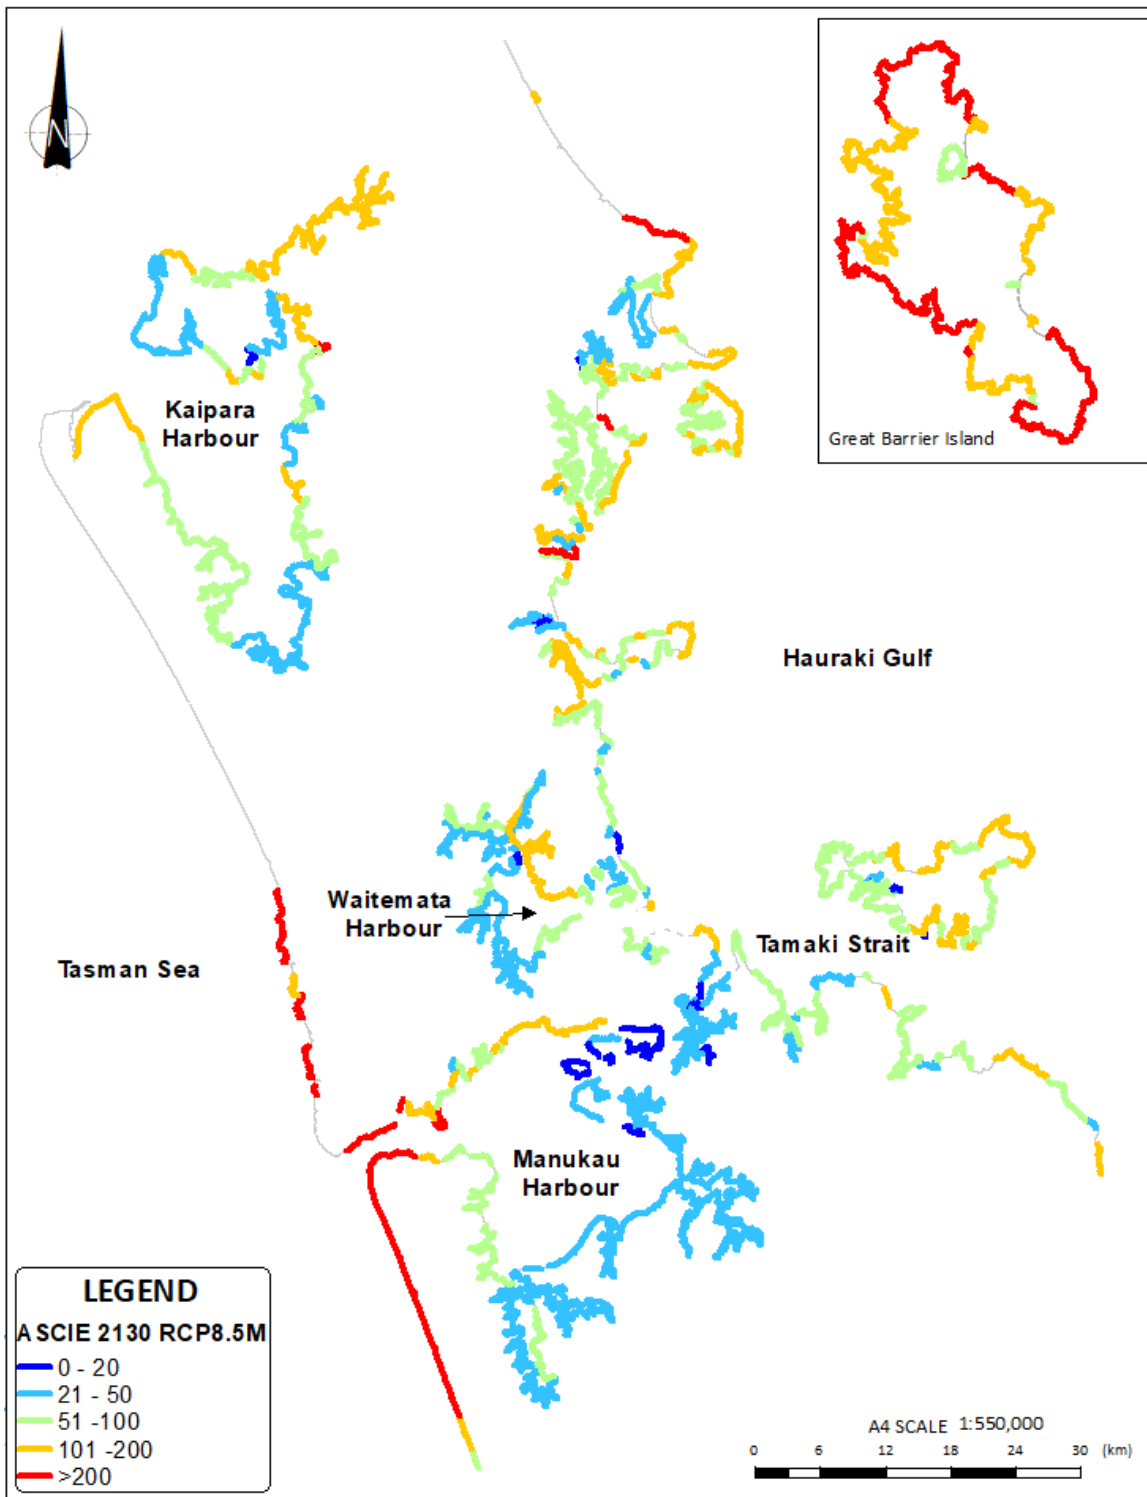 N
Great Barrier Island
Kaipara
Harbour
Hauraki Gulf
Waitemata
Harbour
Tamaki Strait
Tasman Sea
Manukau
Harbour
LEGEND
ASCIE 2130 RCP8.5M
0 - 20
21 - 50
51 -100
101 -200
>200
A4 SCALE 1:550,000
0 6 12 18 24 30 (km)